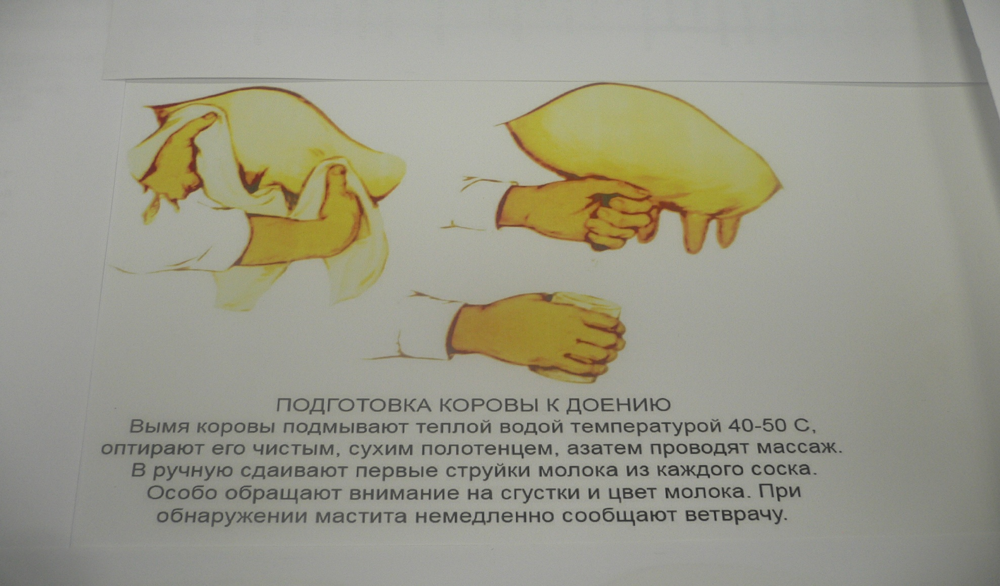 ПОДГОТОВКА КОРОВЫ К ДОЕНИЮ
Вымя коровы подмывают теплой водой температурой 40-50 С,
оптирают его чистым, сухим полотенцем, азатем проводят массаж.
В ручную сдаивают первые струйки молока из каждого соска.
Особо обращают внимание на сгустки и цвет молока. При
обнаружении мастита немедленно сообщают ветврачу.